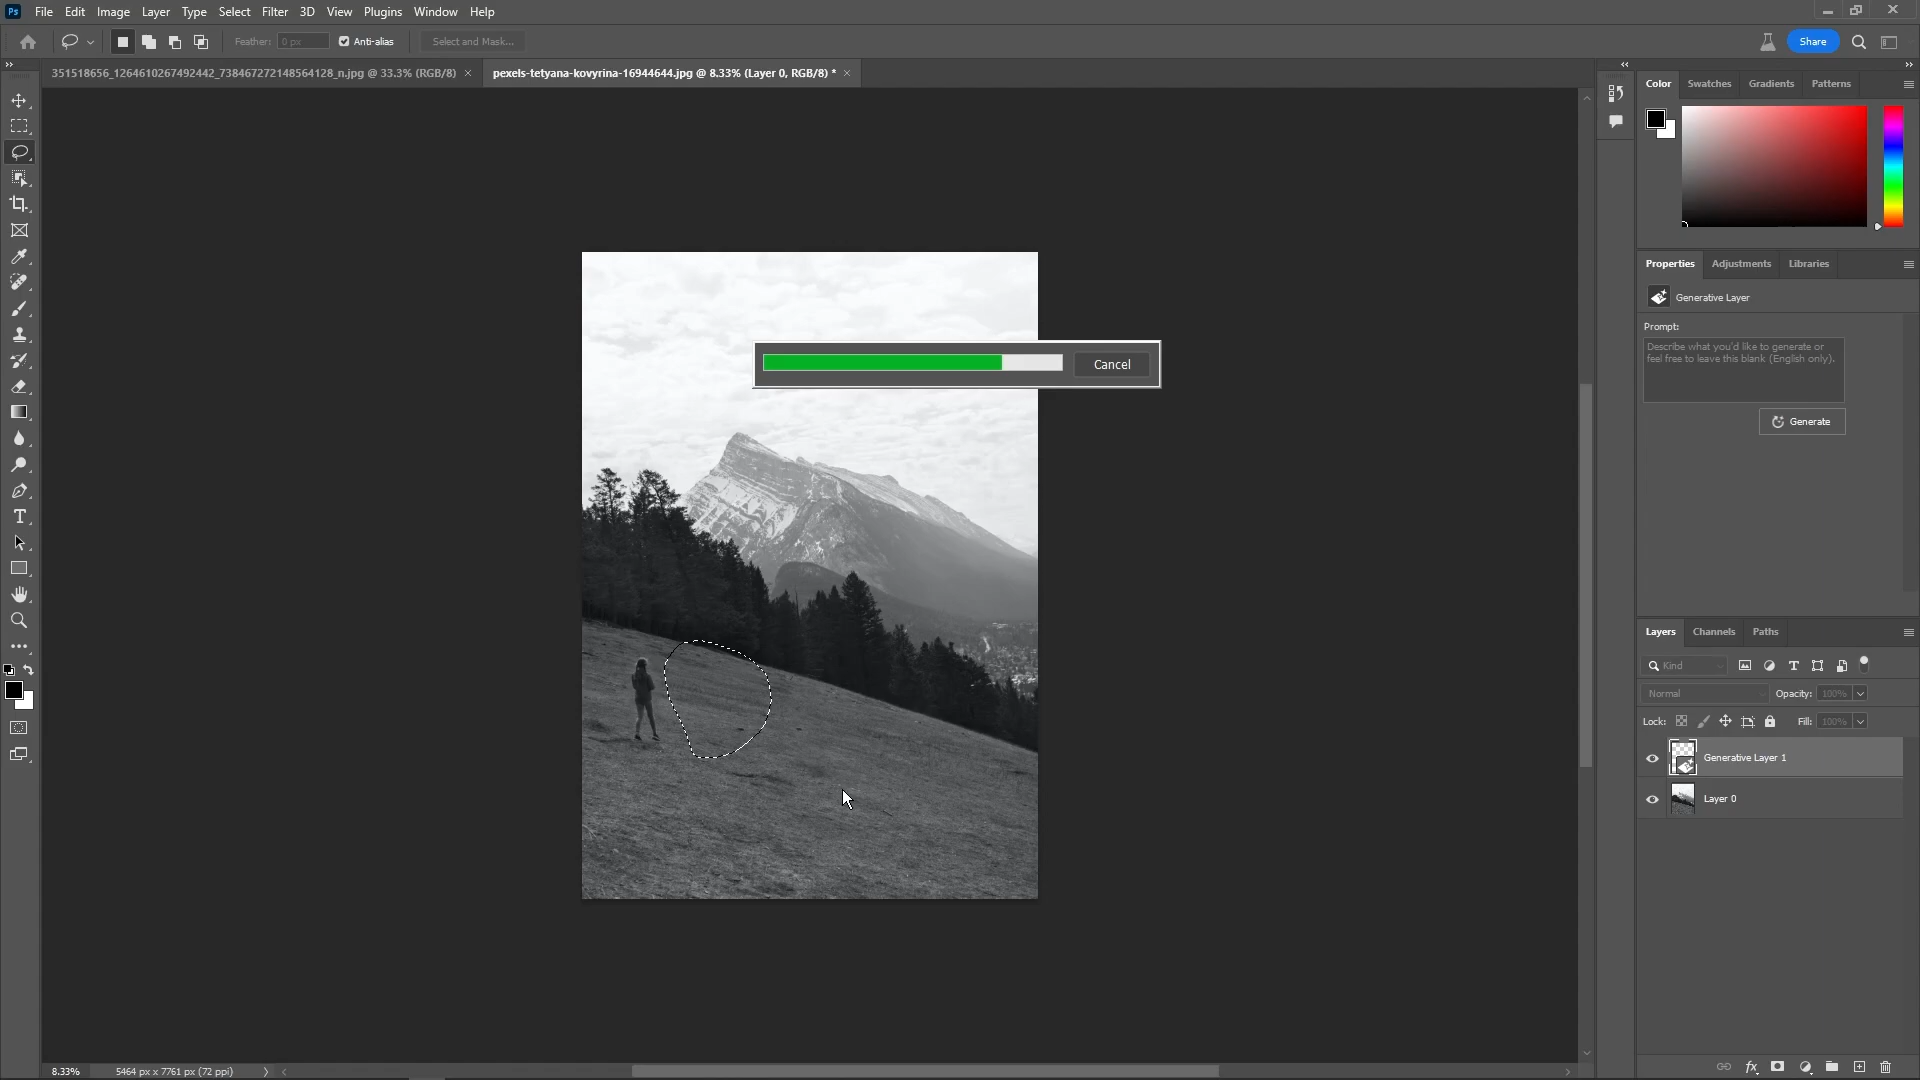 Ps File Edit Image Layer Type Select Filter 3D View Plugins Window Help
Feather: 0 px Anti-alias Select and Mask... Share
351518656_1264610267492442_738467272148564128_n.jpg @ 33.3% (RGB/8) × pexels-tetyana-kovyrina-16944644.jpg @ 8.33% (Layer 0, RGB/8) * ×
Color Swatches Gradients Patterns
Properties Adjustments Libraries
Generative Layer
Prompt:
Describe what you'd like to generate or
feel free to leave this blank (English only).
Generate
Cancel
Layers Channels Paths
Kind
Normal Opacity: 100%
Lock: Fill: 100%
Generative Layer 1
Layer 0
8.33% 5464 px x 7761 px (72 ppi)